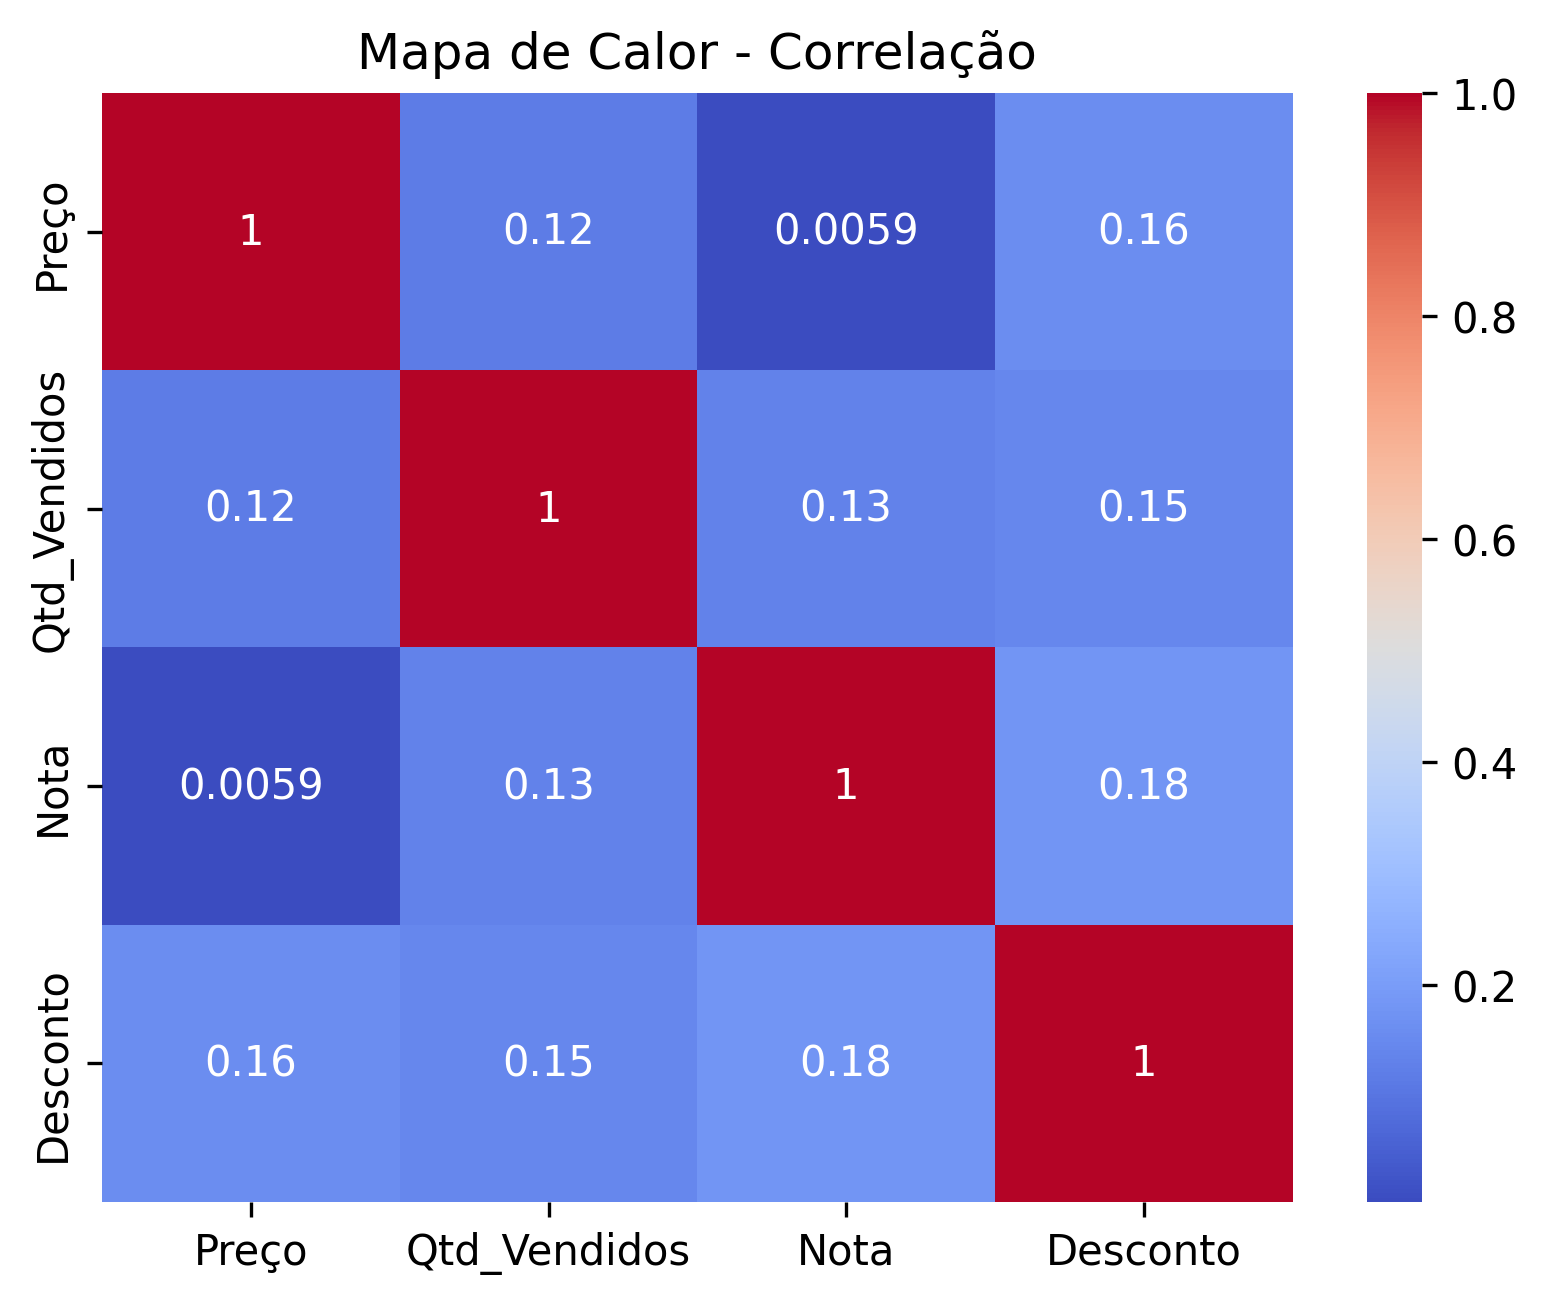 Mapa de Calor - Correlação
Preço
1
0.12
0.0059
0.16
Qtd_Vendidos
0.12
1
0.13
0.15
Nota
0.0059
0.13
1
0.18
Desconto
0.16
0.15
0.18
1
Preço
Qtd_Vendidos
Nota
Desconto
1.0
0.8
0.6
0.4
0.2